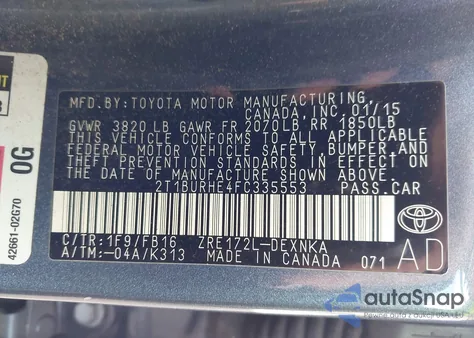 MFD.BY:TOYOTA MOTOR MANUFACTURING,
CANADA,INC. 01/15
GVWR 3820 LB GAWR FR 2070LB RR 1850LB
THIS VEHICLE CONFORMS TO ALL APPLICABLE
FEDERAL MOTOR VEHICLE SAFETY,BUMPER,AND
THEFT PREVENTION STANDARDS IN EFFECT ON
THE DATE OF MANUFACTURE SHOWN ABOVE.
2T1BURHE4FC335553 PASS.CAR
C/TR:1F9/FB16 ZRE172L-DEXNKA
A/TM:-04A/K313 MADE IN CANADA 071
AD
42661-02G70
OG
autoSnap